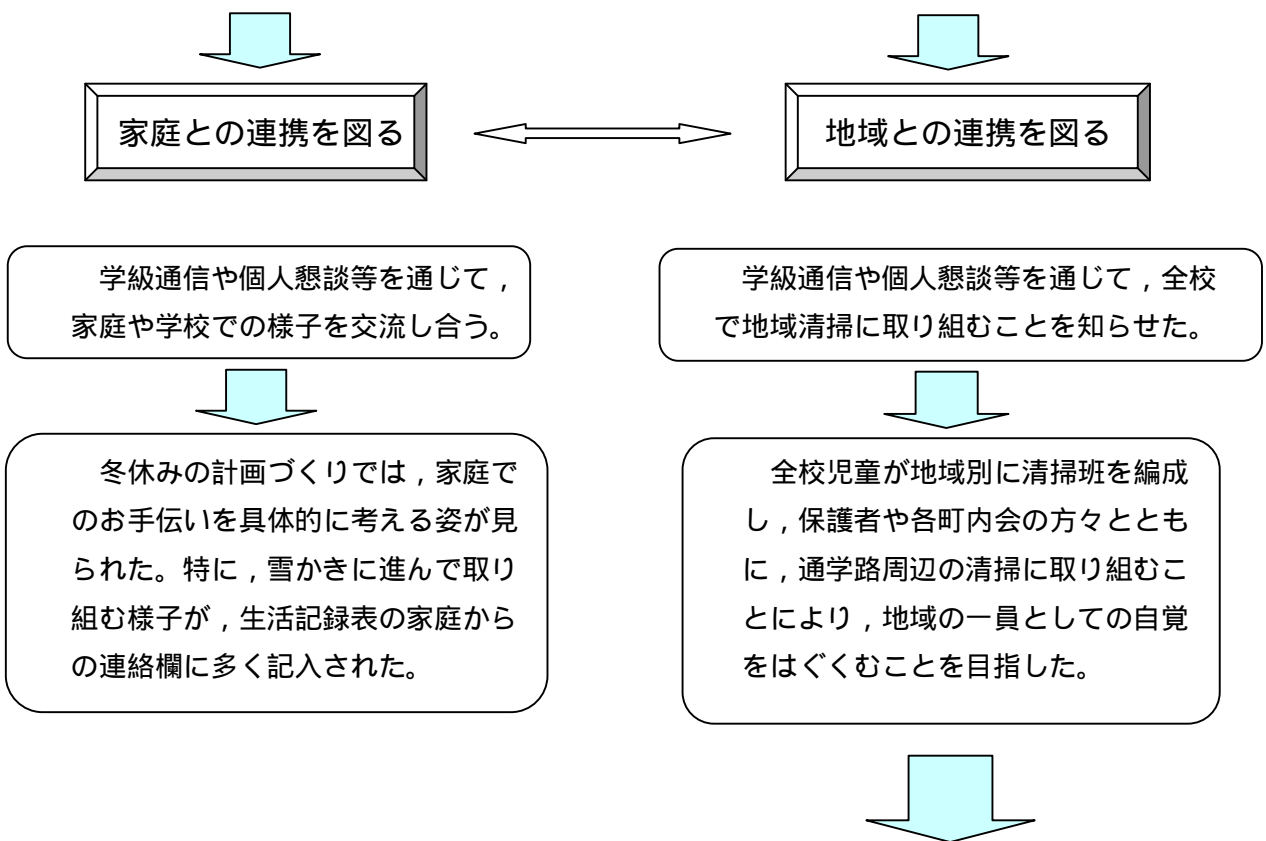 家庭との連携を図る
地域との連携を図る
学級通信や個人懇談等を通じて，
家庭や学校での様子を交流し合う。
学級通信や個人懇談等を通じて，全校
で地域清掃に取り組むことを知らせた。
冬休みの計画づくりでは，家庭で
のお手伝いを具体的に考える姿が見
られた。特に，雪かきに進んで取り
組む様子が，生活記録表の家庭から
の連絡欄に多く記入された。
全校児童が地域別に清掃班を編成
し，保護者や各町内会の方々ととも
に，通学路周辺の清掃に取り組むこ
とにより，地域の一員としての自覚
をはぐくむことを目指した。